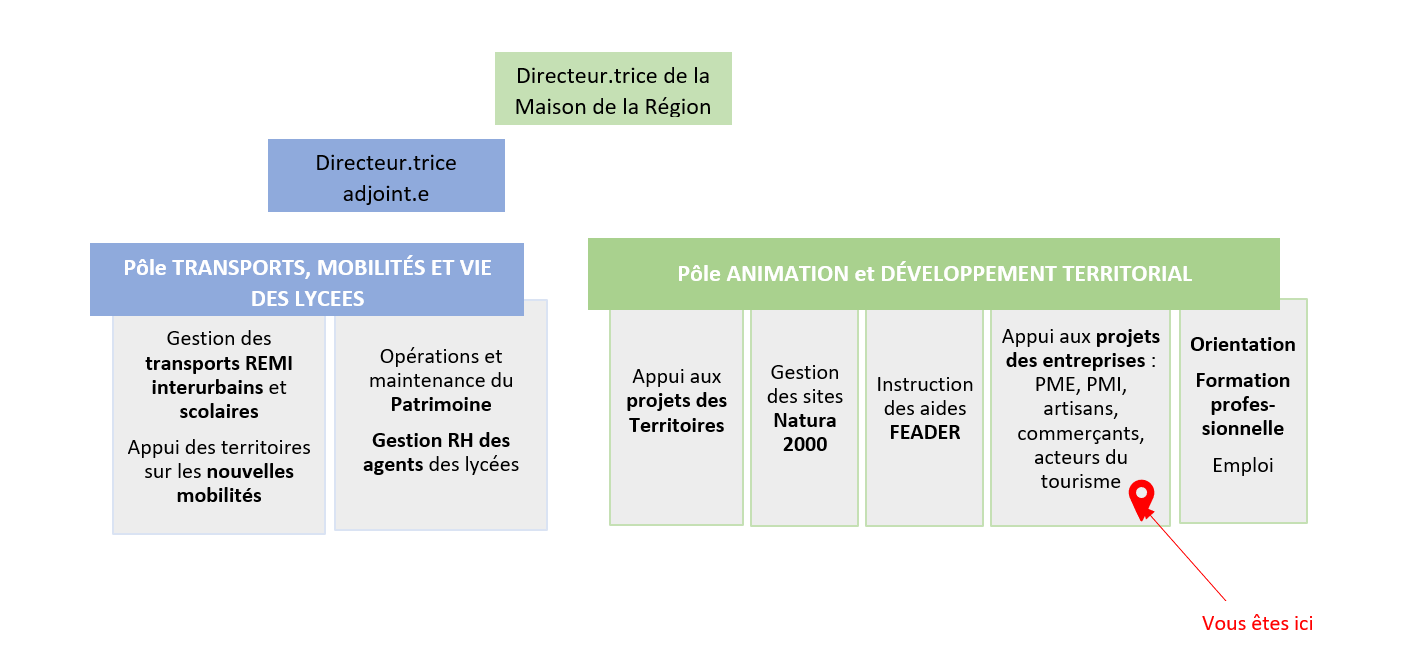 Directeur.trice de la
Maison de la Région
Directeur.trice
adjoint.e
Pôle TRANSPORTS, MOBILITÉS ET VIE
DES LYCEES
Gestion des
transports REMI
interurbains et
scolaires
Appui des territoires
sur les nouvelles
mobilités
Opérations et
maintenance du
Patrimoine
Gestion RH des
agents des lycées
Pôle ANIMATION et DÉVELOPPEMENT TERRITORIAL
Appui aux
projets des
Territoires
Gestion
des sites
Natura
2000
Instruction
des aides
FEADER
Appui aux projets
des entreprises :
PME, PMI,
artisans,
commerçants,
acteurs du
tourisme
Orientation
Formation
profes-
sionnelle
Emploi
Vous êtes ici